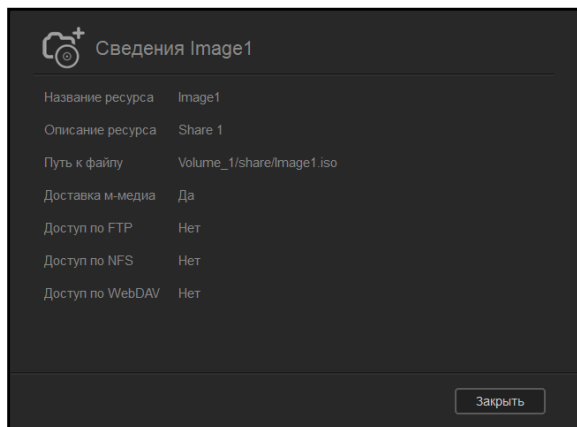 Сведения Image1
Название ресурса Image1
Описание ресурса Share 1
Путь к файлу Volume_1/share/Image1.iso
Доставка м-медиа Да
Доступ по FTP Нет
Доступ по NFS Нет
Доступ по WebDAV Нет
Закрыть